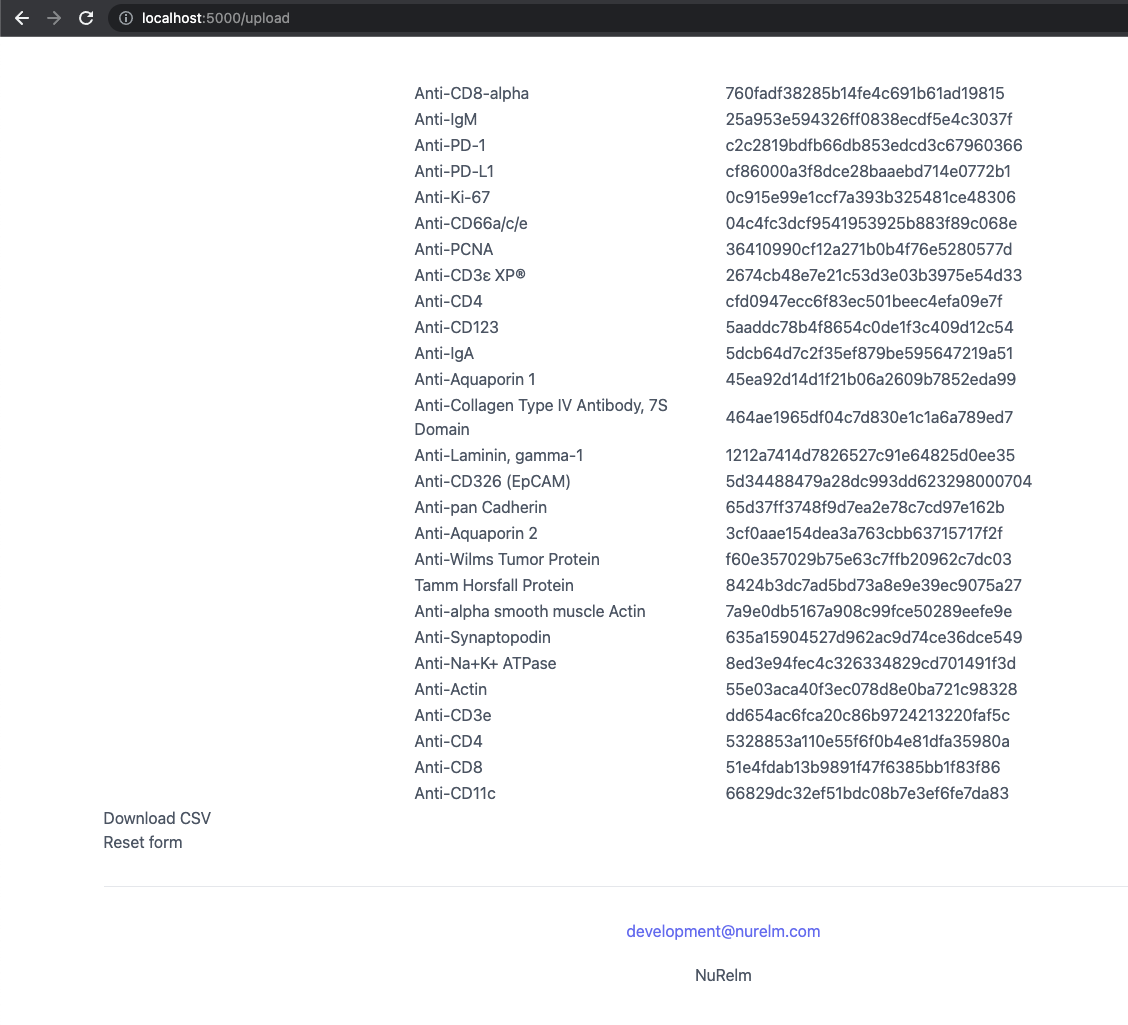 localhost:5000/upload
Anti-CD8-alpha 760fadf38285b14fe4c691b61ad19815
Anti-IgM 25a953e594326ff0838ecdf5e4c3037f
Anti-PD-1 c2c2819bdfb66db853edcd3c67960366
Anti-PD-L1 cf86000a3f8dce28baaebd714e0772b1
Anti-Ki-67 0c915e99e1ccf7a393b325481ce48306
Anti-CD66a/c/e 04c4fc3dcf9541953925b883f89c068e
Anti-PCNA 36410990cf12a271b0b4f76e5280577d
Anti-CD3ε XP® 2674cb48e7e21c53d3e03b3975e54d33
Anti-CD4 cfd0947ecc6f83ec501beec4efa09e7f
Anti-CD123 5aaddc78b4f8654c0de1f3c409d12c54
Anti-IgA 5dcb64d7c2f35ef879be595647219a51
Anti-Aquaporin 1 45ea92d14d1f21b06a2609b7852eda99
Anti-Collagen Type IV Antibody, 7S
Domain 464ae1965df04c7d830e1c1a6a789ed7
Anti-Laminin, gamma-1 1212a7414d7826527c91e64825d0ee35
Anti-CD326 (EpCAM) 5d34488479a28dc993dd623298000704
Anti-pan Cadherin 65d37ff3748f9d7ea2e78c7cd97e162b
Anti-Aquaporin 2 3cf0aae154dea3a763cbb63715717f2f
Anti-Wilms Tumor Protein f60e357029b75e63c7ffb20962c7dc03
Tamm Horsfall Protein 8424b3dc7ad5bd73a8e9e39ec9075a27
Anti-alpha smooth muscle Actin 7a9e0db5167a908c99fce50289eefe9e
Anti-Synaptopodin 635a15904527d962ac9d74ce36dce549
Anti-Na+K+ ATPase 8ed3e94fec4c326334829cd701491f3d
Anti-Actin 55e03aca40f3ec078d8e0ba721c98328
Anti-CD3e dd654ac6fca20c86b9724213220faf5c
Anti-CD4 5328853a110e55f6f0b4e81dfa35980a
Anti-CD8 51e4fdab13b9891f47f6385bb1f83f86
Anti-CD11c 66829dc32ef51bdc08b7e3ef6fe7da83
Download CSV
Reset form
development@nurelm.com
NuRelm